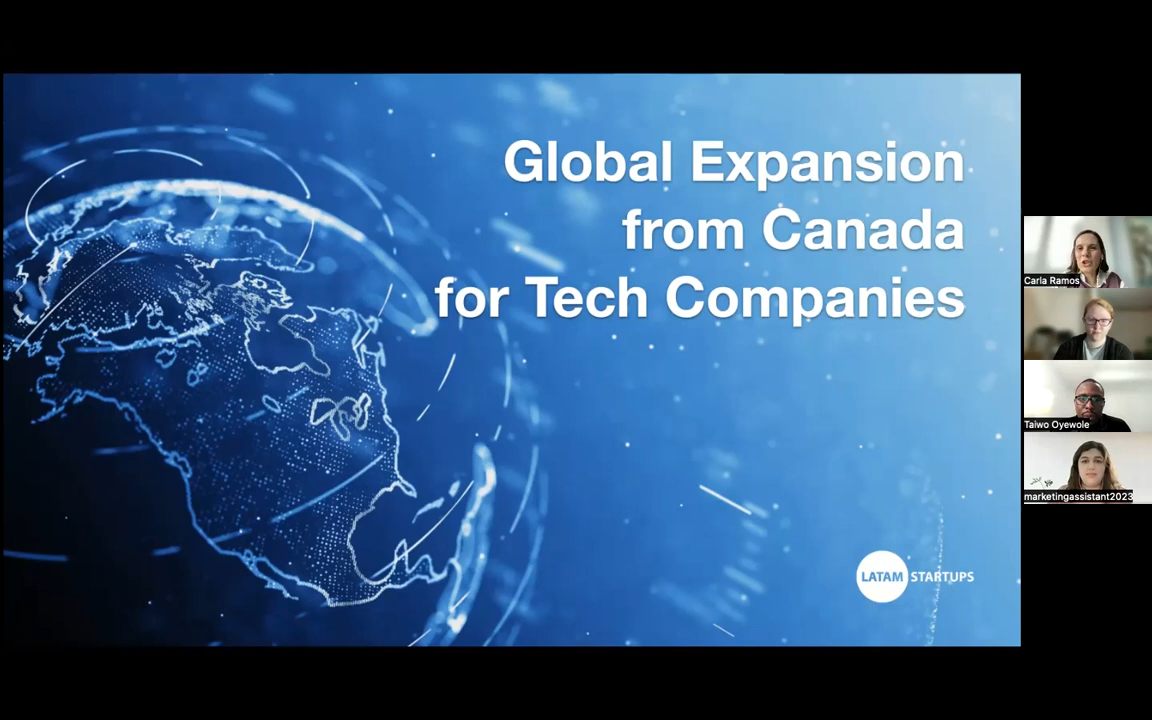 Global Expansion
from Canada
for Tech Companies
LATAM STARTUPS
Carla Ramos
Taiwo Oyewole
marketingassistant2023